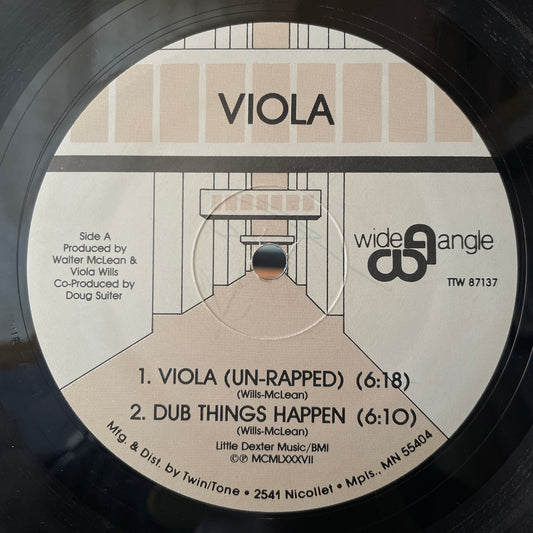 VIOLA
Side A
Produced by
Walter McLean &
Viola Wills
Co-Produced by
Doug Suiter
wide angle
TTW 87137
1. VIOLA (UN-RAPPED) (6:18)
(Wills-McLean)
2. DUB THINGS HAPPEN (6:10)
(Wills-McLean)
Little Dexter Music/BMI
©℗ MCMLXXXVII
Mfg. & Dist. by Twin/Tone • 2541 Nicollet • Mpls., MN 55404